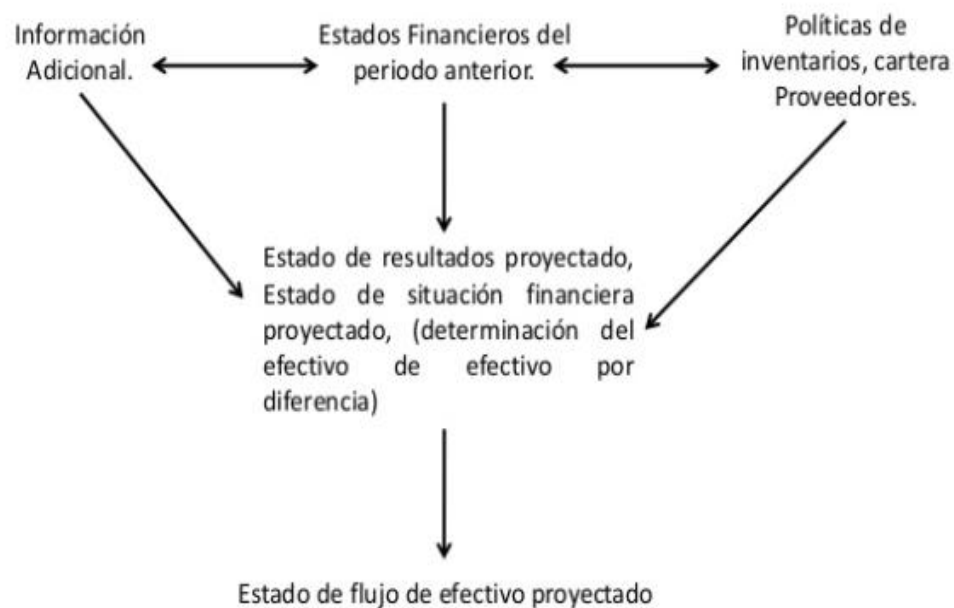 Información
Adicional.
Estados Financieros del
periodo anterior.
Políticas de
inventarios, cartera
Proveedores.
Estado de resultados proyectado,
Estado de situación financiera
proyectado, (determinación del
efectivo de efectivo por
diferencia)
Estado de flujo de efectivo proyectado